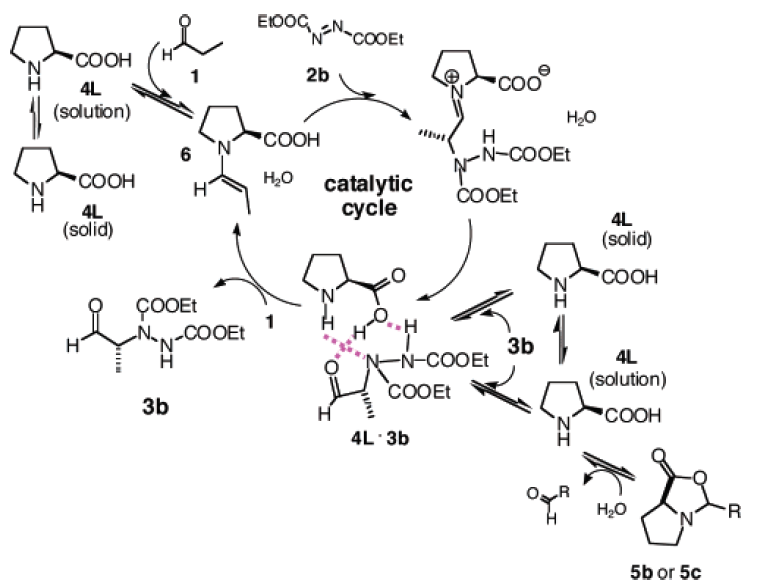 COOH
N
H
4L
(solution)
COOH
N
H
4L
(solid)
O
H
1
EtOOC
N
N
COOEt
2b
6
N
COOH
H
H2O
catalytic
cycle
⊕
N
COO⊖
H2O
H
N
N
COOEt
COOEt
O
H
COOEt
N
COOEt
N
H
3b
1
N
H
O
O
H
H
O
N
N
COOEt
COOEt
H
4L · 3b
3b
4L
(solid)
N
H
COOH
4L
(solution)
N
H
COOH
O
R
H
H2O
O
O
N
R
5b or 5c